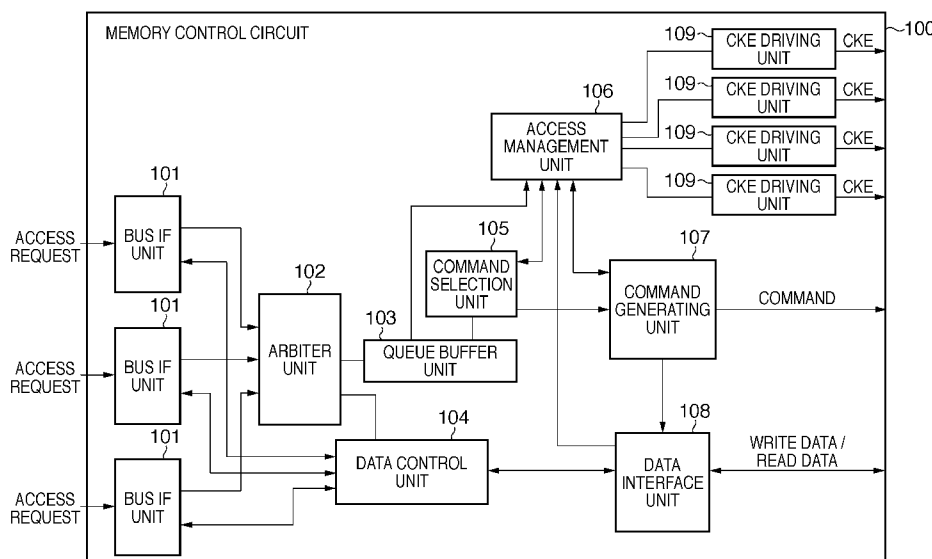 MEMORY CONTROL CIRCUIT
100
109
CKE DRIVING
UNIT
CKE
109
CKE DRIVING
UNIT
CKE
109
CKE DRIVING
UNIT
CKE
109
CKE DRIVING
UNIT
CKE
106
ACCESS
MANAGEMENT
UNIT
101
BUS IF
UNIT
ACCESS
REQUEST
105
COMMAND
SELECTION
UNIT
107
COMMAND
GENERATING
UNIT
COMMAND
102
ARBITER
UNIT
103
QUEUE BUFFER
UNIT
101
BUS IF
UNIT
ACCESS
REQUEST
104
DATA CONTROL
UNIT
108
DATA
INTERFACE
UNIT
WRITE DATA /
READ DATA
101
BUS IF
UNIT
ACCESS
REQUEST